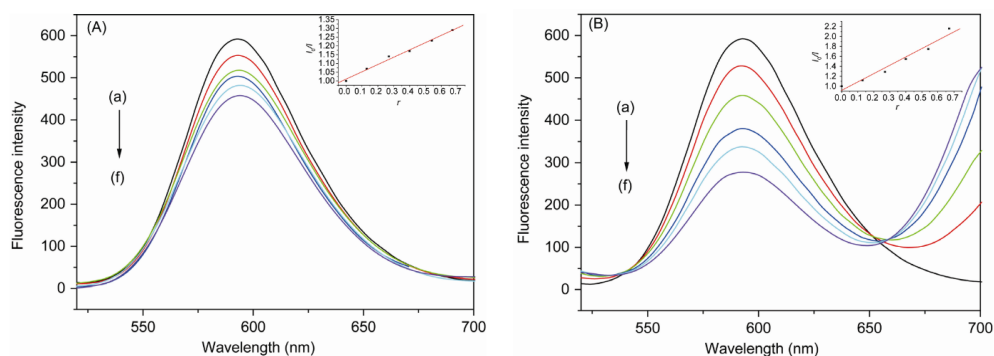 (A)
600
500
400
300
200
100
0
Fluorescence intensity
(a)
(f)
550
600
650
700
Wavelength (nm)
1.35
1.30
1.25
1.20
1.15
1.10
1.05
1.00
I₀/I
0.0 0.1 0.2 0.3 0.4 0.5 0.6 0.7
r
(B)
600
500
400
300
200
100
0
Fluorescence intensity
(a)
(f)
550
600
650
700
Wavelength (nm)
2.2
2.0
1.8
1.6
1.4
1.2
1.0
I₀/I
0.0 0.1 0.2 0.3 0.4 0.5 0.6 0.7
r